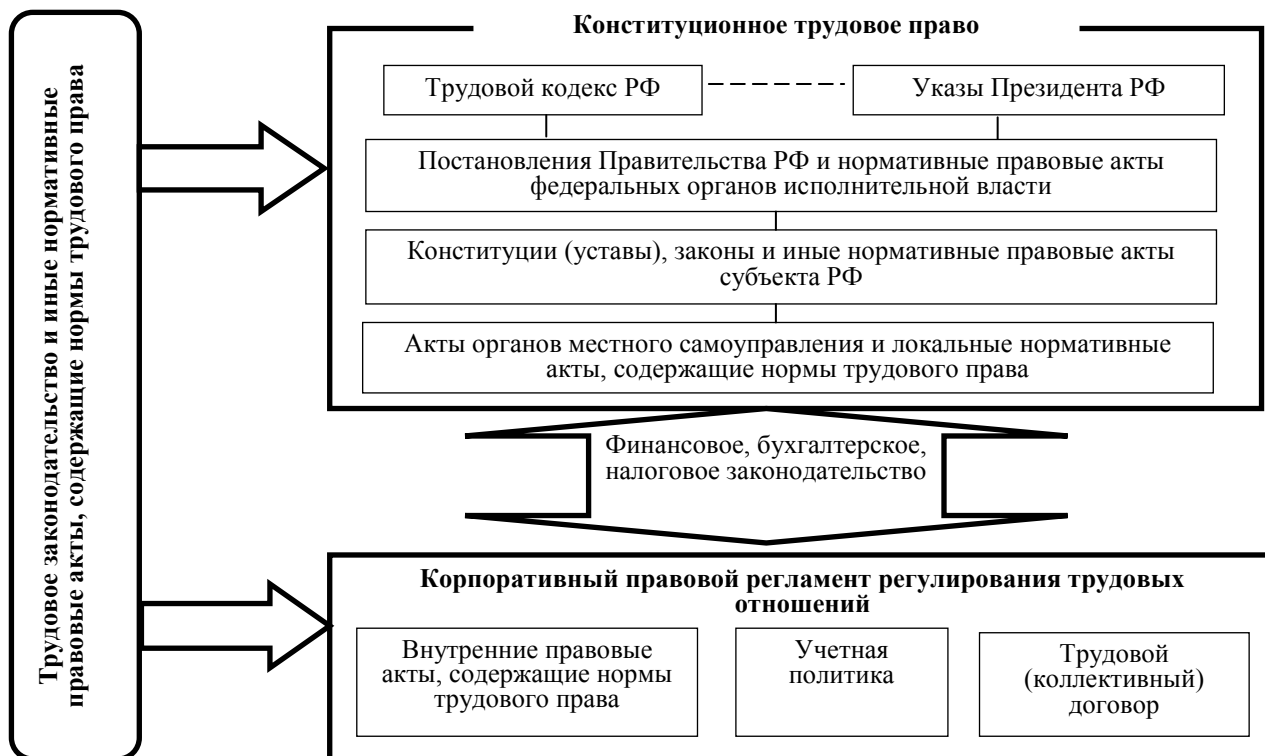 Трудовое законодательство и иные нормативные
правовые акты, содержащие нормы трудового права
Конституционное трудовое право
Трудовой кодекс РФ
Указы Президента РФ
Постановления Правительства РФ и нормативные правовые акты
федеральных органов исполнительной власти
Конституции (уставы), законы и иные нормативные правовые акты
субъекта РФ
Акты органов местного самоуправления и локальные нормативные
акты, содержащие нормы трудового права
Финансовое, бухгалтерское,
налоговое законодательство
Корпоративный правовой регламент регулирования трудовых
отношений
Внутренние правовые
акты, содержащие нормы
трудового права
Учетная
политика
Трудовой
(коллективный)
договор